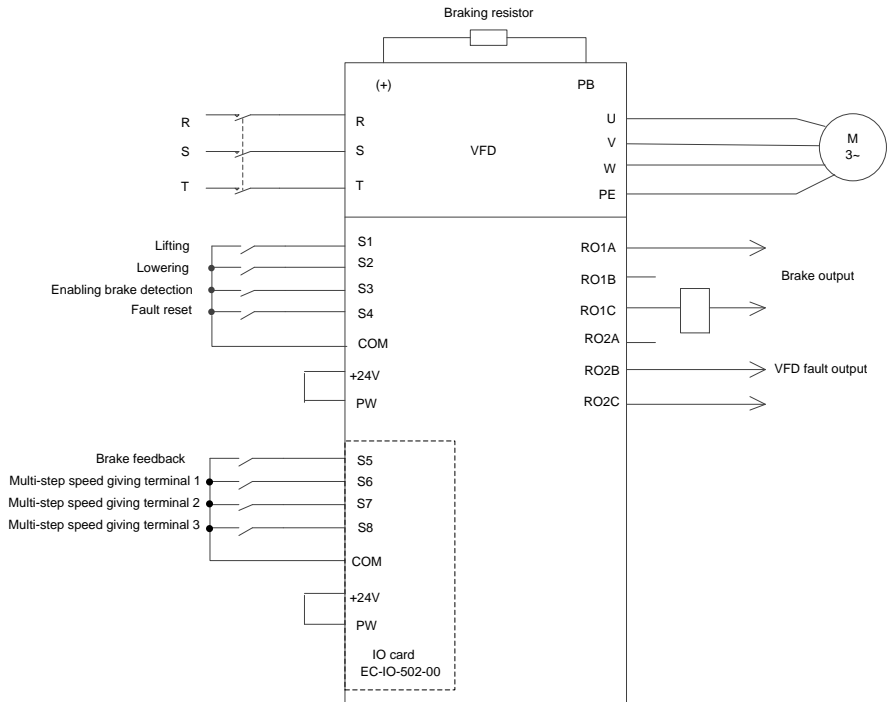 Braking resistor
(+)
PB
R
R
U
S
S
VFD
V
M
3~
T
T
W
PE
Lifting
S1
RO1A
Lowering
S2
RO1B
Brake output
Enabling brake detection
S3
Fault reset
S4
RO1C
COM
RO2A
+24V
RO2B
VFD fault output
PW
RO2C
Brake feedback
S5
Multi-step speed giving terminal 1
S6
Multi-step speed giving terminal 2
S7
Multi-step speed giving terminal 3
S8
COM
+24V
PW
IO card
EC-IO-502-00